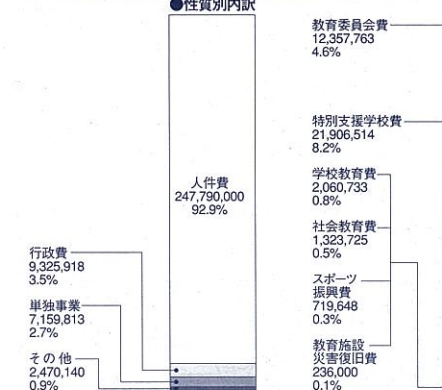 ●性質別内訳
人件費
247,790,000
92.9%
行政費
9,325,918
3.5%
単独事業
7,159,813
2.7%
その他
2,470,140
0.9%
教育委員会費
12,357,763
4.6%
特別支援学校費
21,906,514
8.2%
学校教育費
2,060,733
0.8%
社会教育費
1,323,725
0.5%
スポーツ
振興費
719,648
0.3%
教育施設
災害復旧費
236,000
0.1%